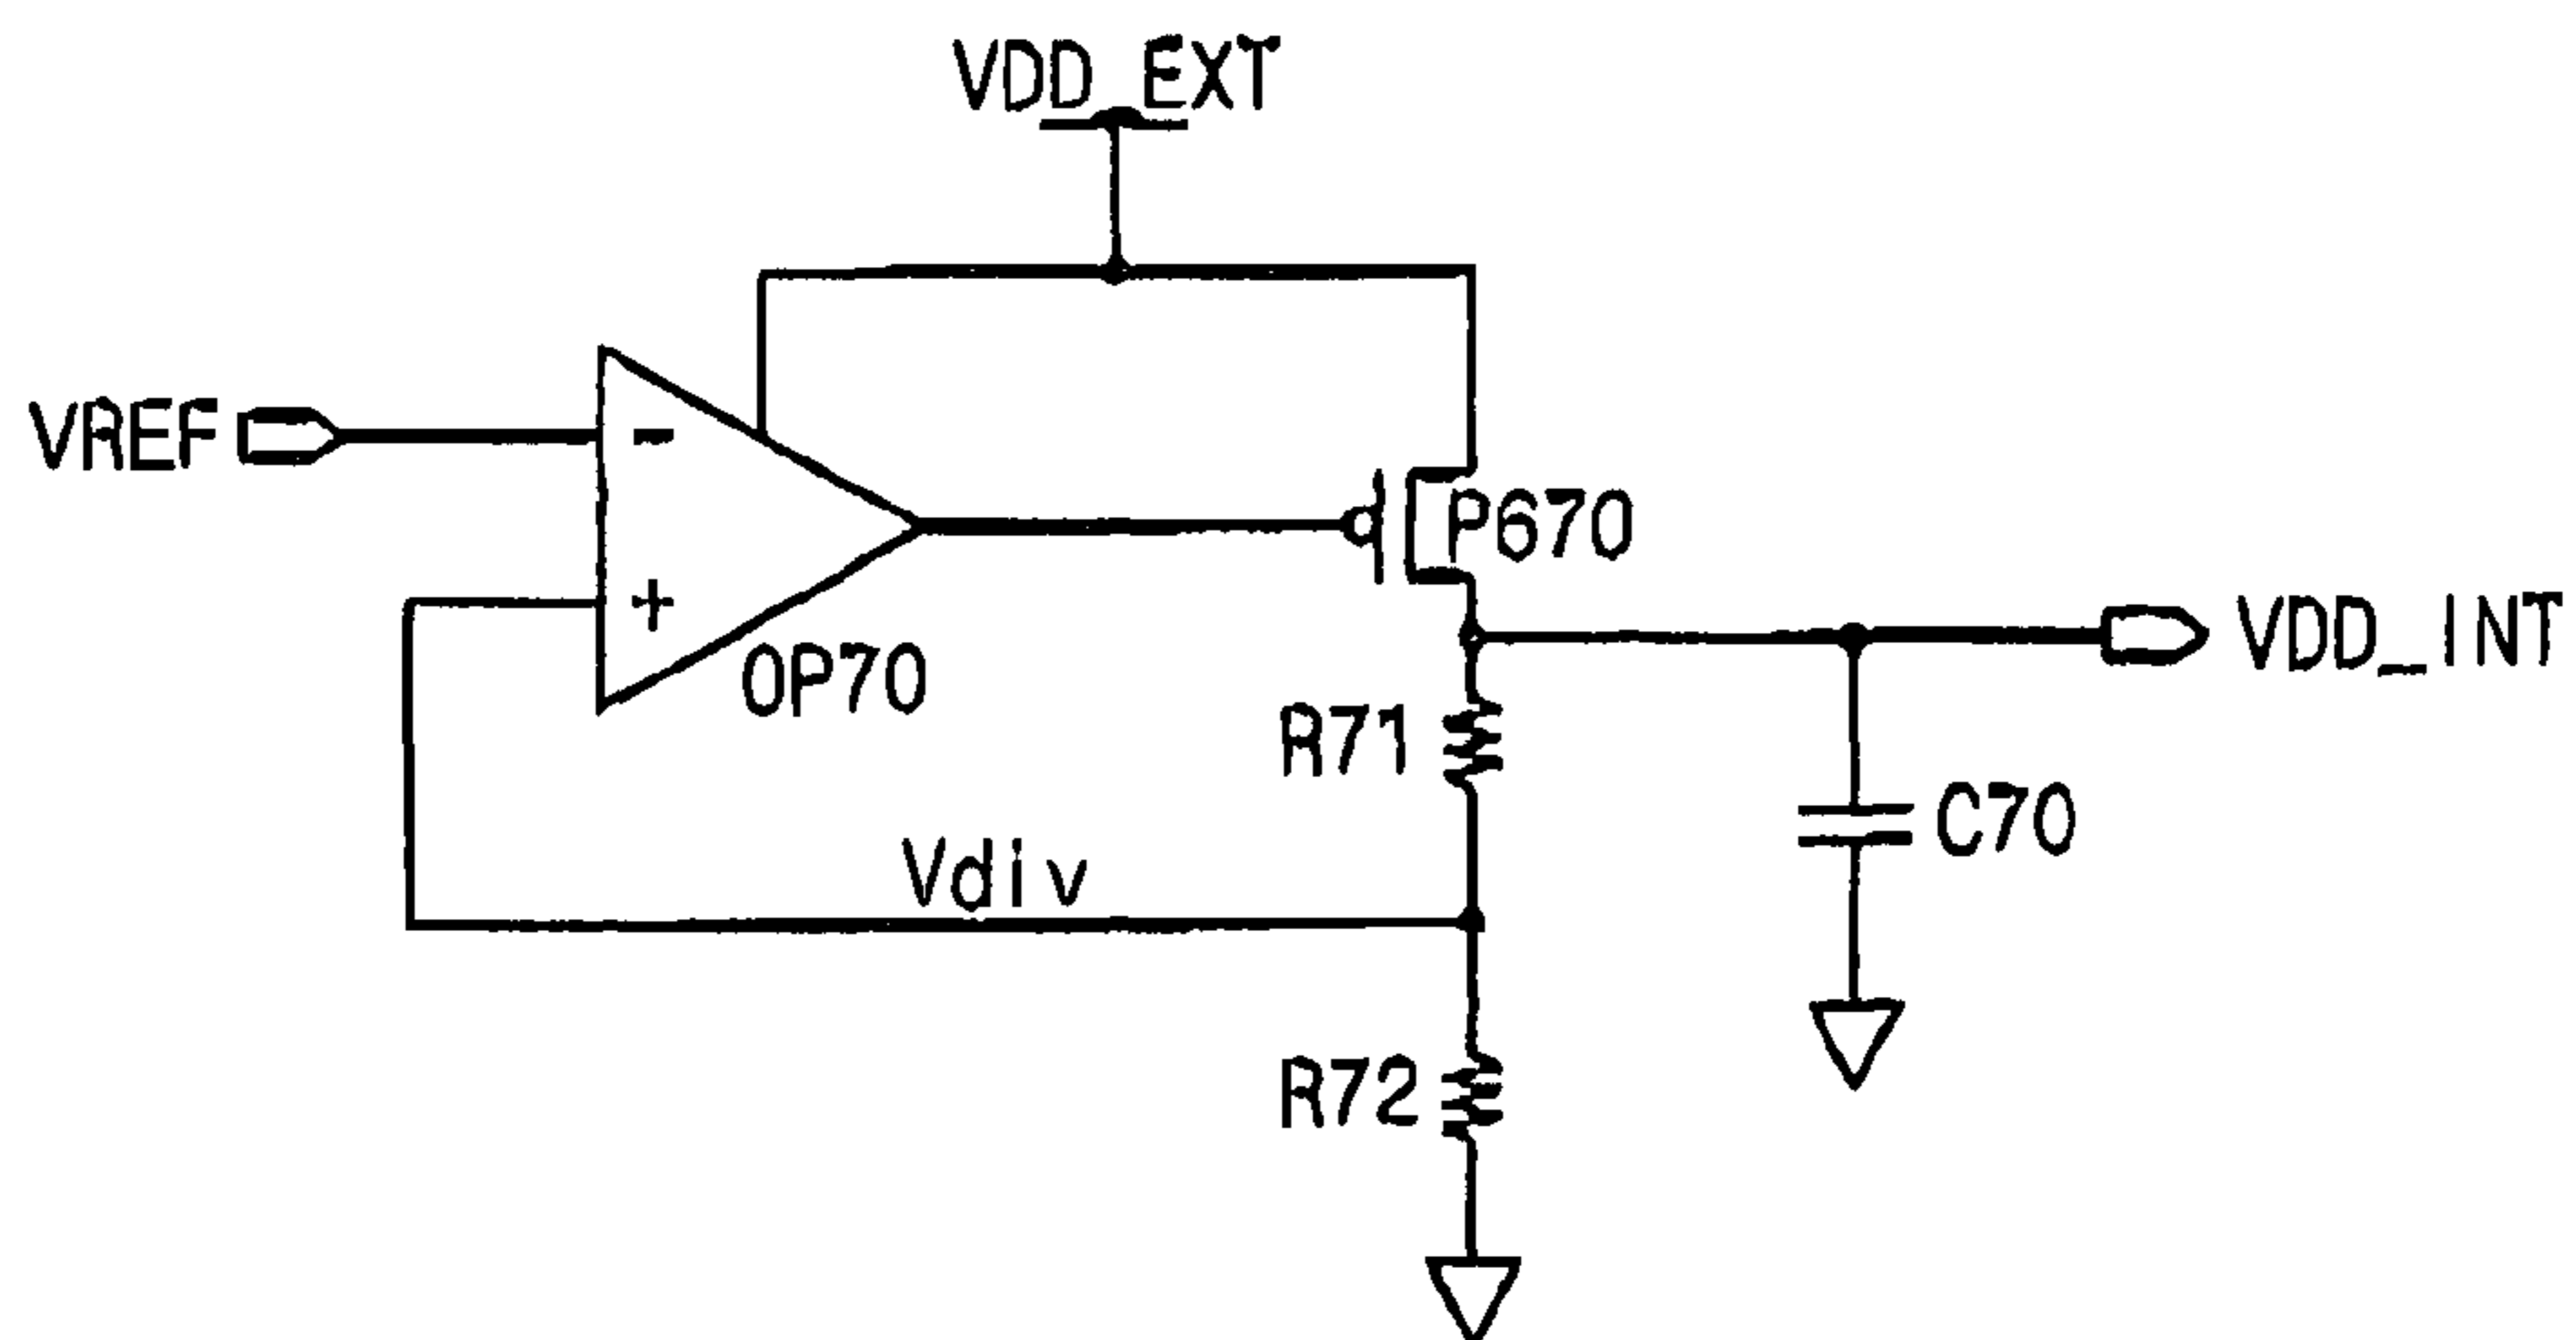 VDD_EXT
VREF
-
P670
+
OP70
VDD_INT
R71
C70
Vdiv
R72